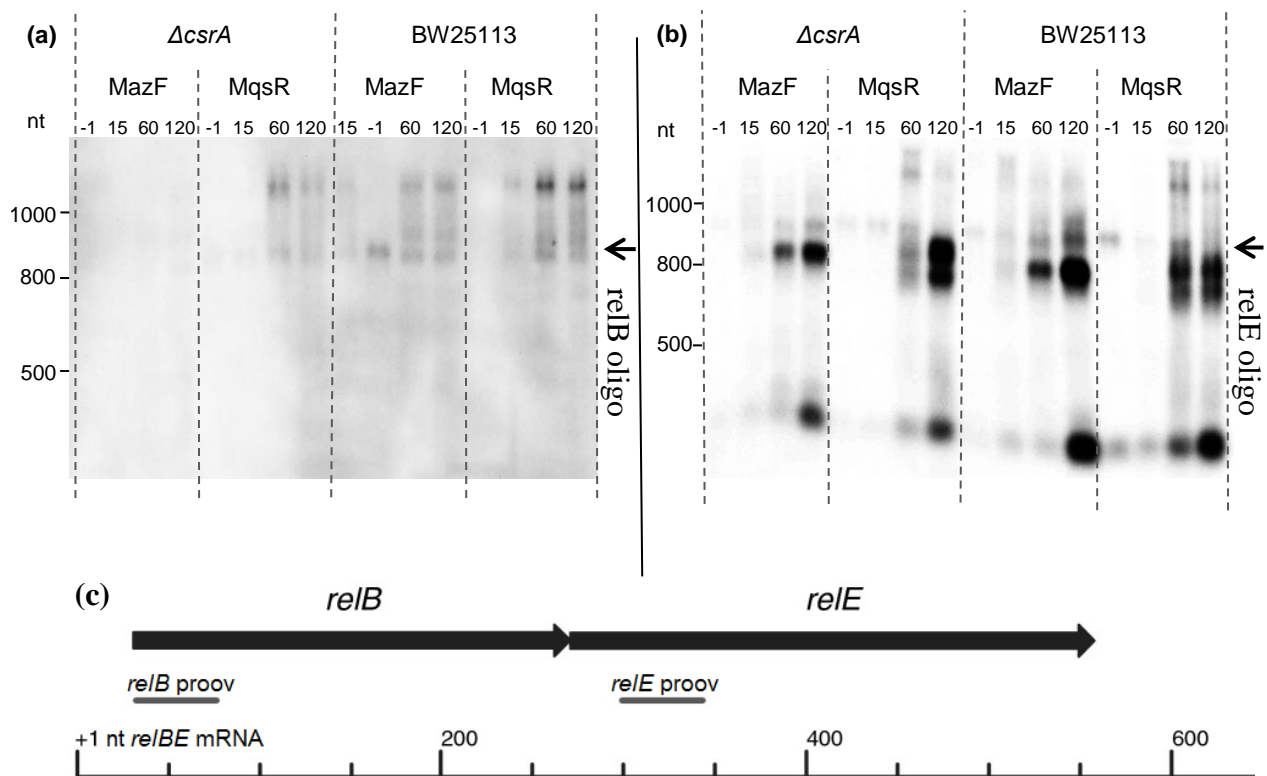 (a)
ΔcsrA BW25113
MazF MqsR MazF MqsR
nt -1 15 60 120 -1 15 60 120 15 -1 60 120 -1 15 60 120
1000
800
500
relB oligo
(b)
ΔcsrA BW25113
MazF MqsR MazF MqsR
nt -1 15 60 120 -1 15 60 120 -1 15 60 120 -1 15 60 120
1000
800
500
relE oligo
(c)
relB relE
relB proov relE proov
+1 nt relBE mRNA 200 400 600